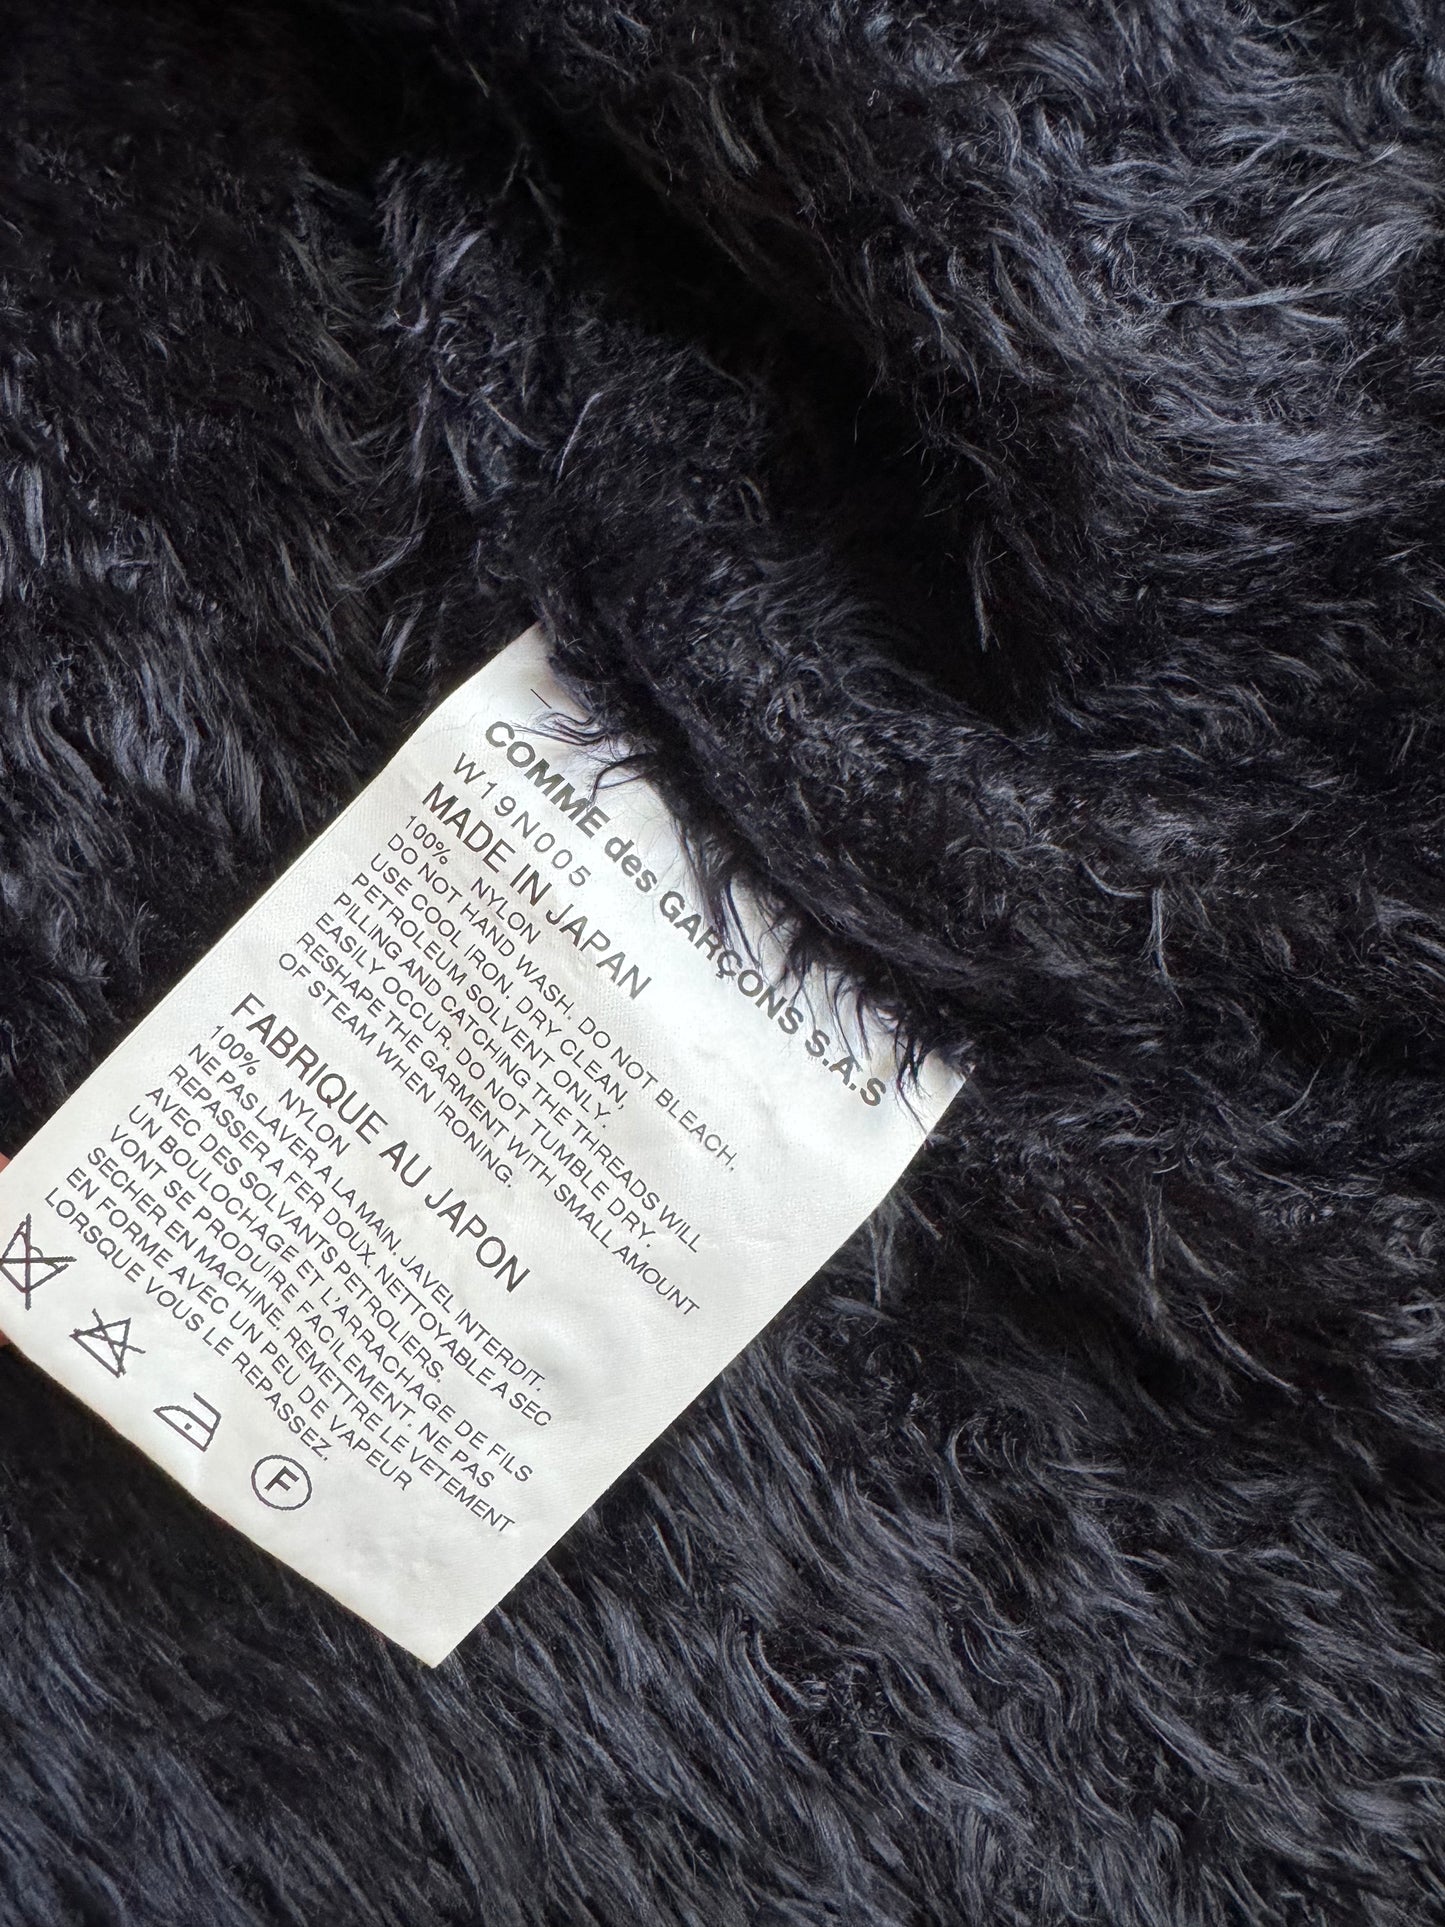 COMME des GARÇONS S.A.S
W19N005
MADE IN JAPAN
100% NYLON
DO NOT HAND WASH. DO NOT BLEACH,
USE COOL IRON. DRY CLEAN,
PETROLEUM SOLVENT ONLY.
PILLING AND CATCHING THE THREADS WILL
EASILY OCCUR. DO NOT TUMBLE DRY.
RESHAPE THE GARMENT WITH SMALL AMOUNT
OF STEAM WHEN IRONING.
FABRIQUE AU JAPON
100% NYLON
NE PAS LAVER A LA MAIN. JAVEL INTERDIT.
REPASSER A FER DOUX. NETTOYABLE A SEC
AVEC DES SOLVANTS PETROLIERS.
UN BOULOCHAGE ET L'ARRACHAGE DE FILS
VONT SE PRODUIRE FACILEMENT. NE PAS
SECHER EN MACHINE. REMETTRE LE VETEMENT
EN FORME AVEC UN PEU DE VAPEUR
LORSQUE VOUS LE REPASSEZ.
F